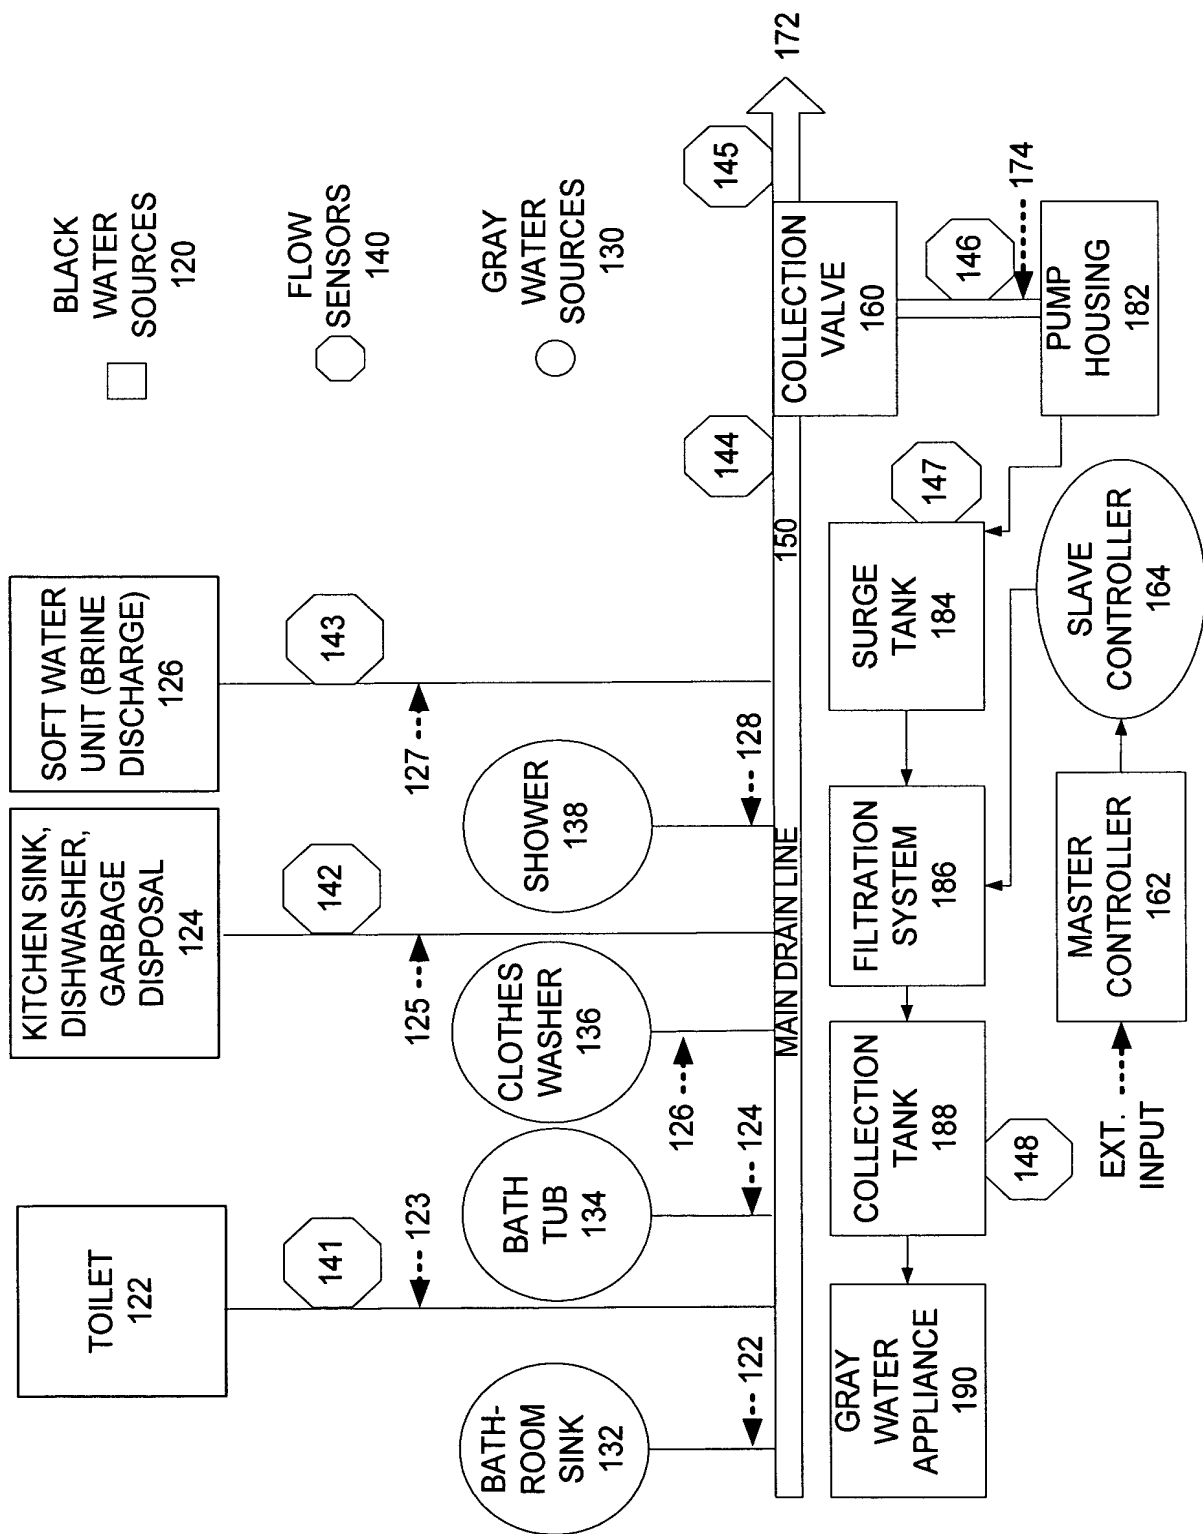 BLACK
WATER
SOURCES
120
FLOW
SENSORS
140
GRAY
WATER
SOURCES
130
TOILET
122
KITCHEN SINK,
DISHWASHER,
GARBAGE
DISPOSAL
124
SOFT WATER
UNIT (BRINE
DISCHARGE)
126
141
142
143
123
125
127
BATH-
ROOM
SINK
132
BATH
TUB
134
CLOTHES
WASHER
136
SHOWER
138
122
124
126
128
144
145
172
MAIN DRAIN LINE
150
COLLECTION
VALVE
160
146
174
PUMP
HOUSING
182
147
SURGE
TANK
184
FILTRATION
SYSTEM
186
COLLECTION
TANK
188
148
GRAY
WATER
APPLIANCE
190
EXT.
INPUT
MASTER
CONTROLLER
162
SLAVE
CONTROLLER
164